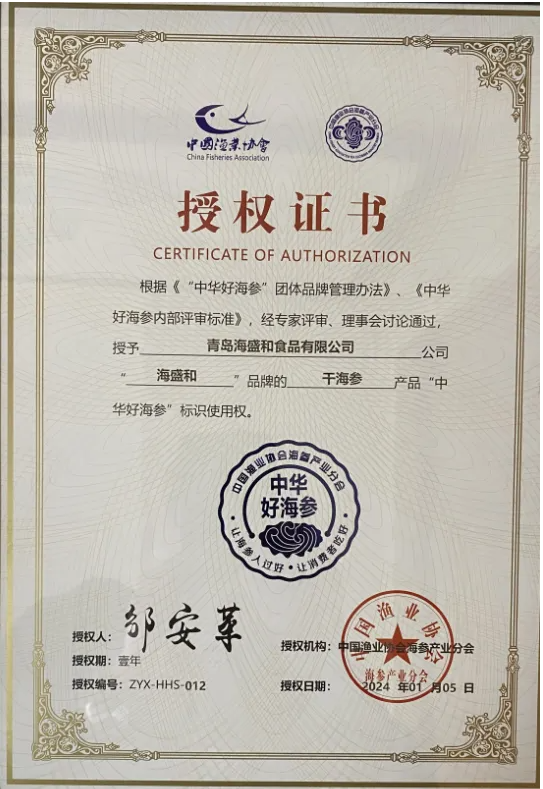 中國漁業协會
China Fisheries Association
授权证书
CERTIFICATE OF AUTHORIZATION
根据《“中华好海参”团体品牌管理办法》、《中华
好海参内部评审标准》，经专家评审、理事会讨论通过，
授予 青岛海盛和食品有限公司 公司
“ 海盛和 ”品牌的 干海参 产品“中
华好海参”标识使用权。
中国渔业协会海参产业分会
中华
好海参
·让海参人过好·让消费者吃好·
授权人：
授权期：壹年
授权编号：ZYX-HHS-012
中国渔业协会
海参产业分会
授权机构：中国渔业协会海参产业分会
授权日期： 2024 年01 月05 日